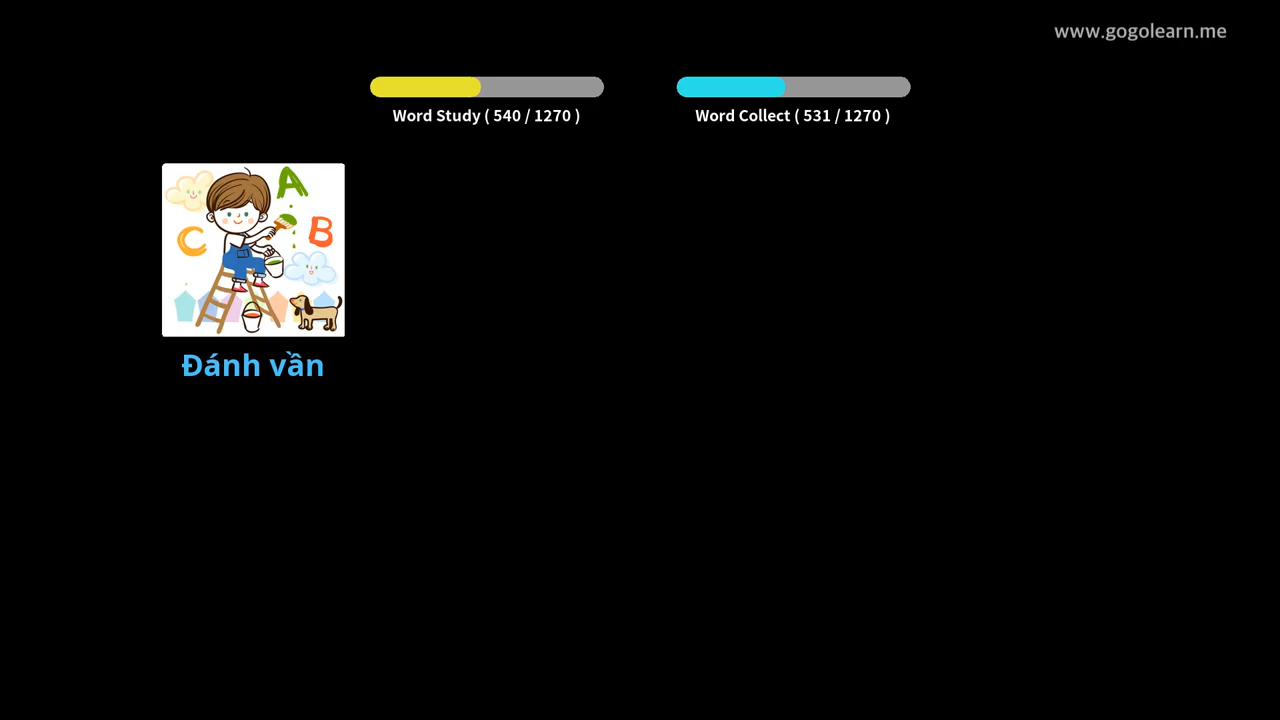 www.gogolearn.me
Word Study ( 540 / 1270 )
Word Collect ( 531 / 1270 )
A
B
C
Đánh vần